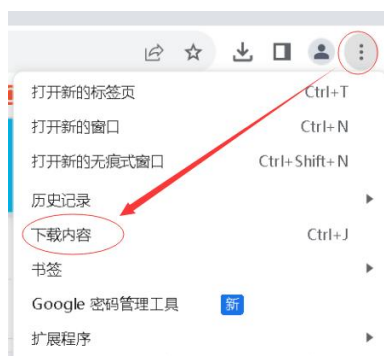 打开新的标签页 Ctrl+T
打开新的窗口 Ctrl+N
打开新的无痕式窗口 Ctrl+Shift+N
历史记录
下载内容 Ctrl+J
书签
Google 密码管理工具 新
扩展程序